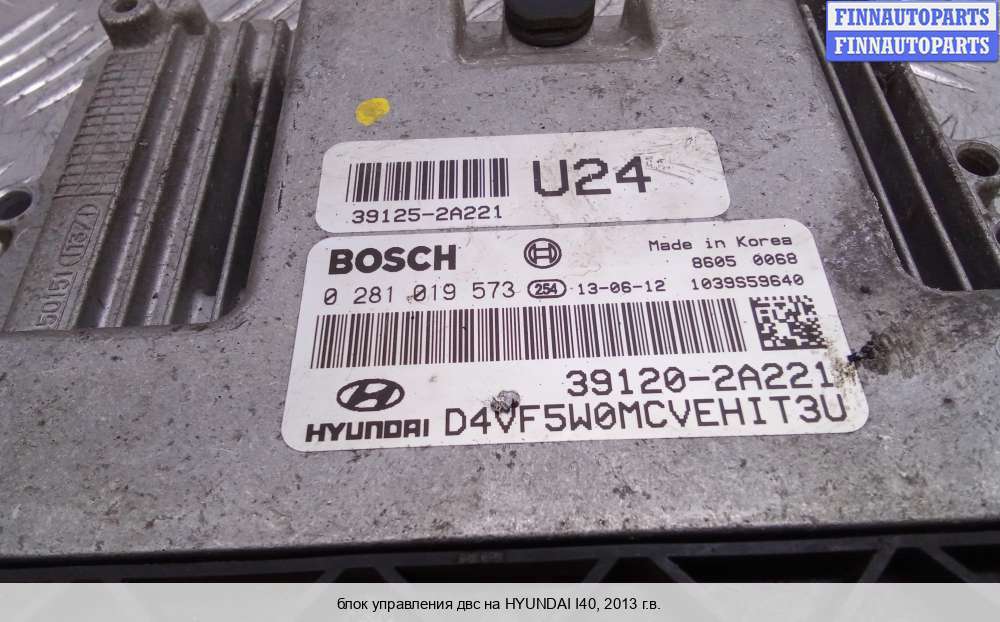 FINNAUTOPARTS
FINNAUTOPARTS
U24
39125-2A221
BOSCH
Made in Korea
8605 0068
0 281 019 573 254 13-06-12 1039S59640
39120-2A221
HYUNDAI D4VF5W0MCVEHIT3U
50151
блок управления двс на HYUNDAI I40, 2013 г.в.